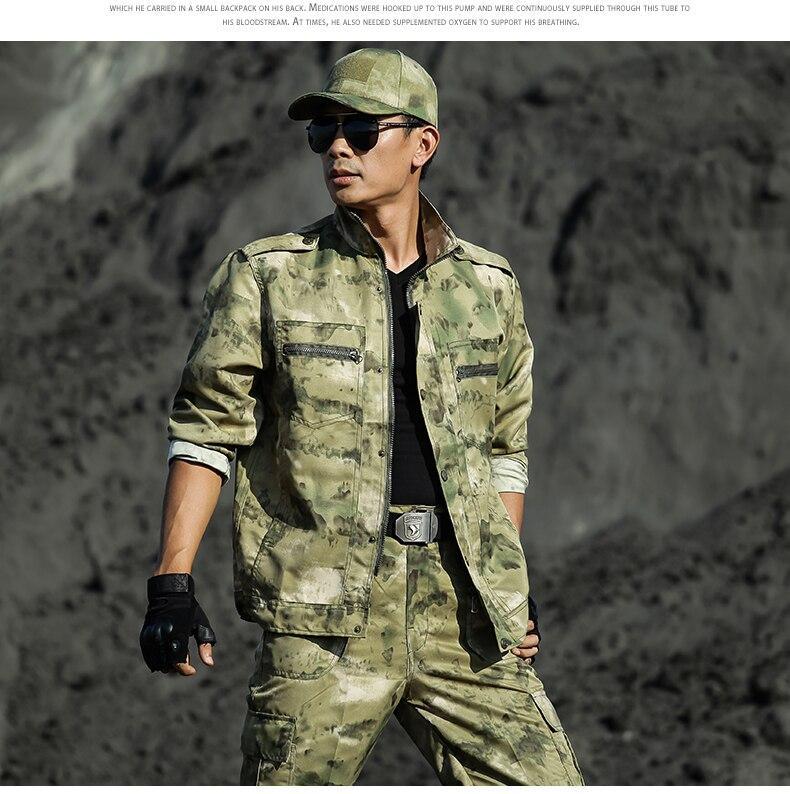 which he carried in a small backpack on his back. Medications were hooked up to this pump and were continuously supplied through this tube to
his bloodstream. At times, he also needed supplemented oxygen to support his breathing.